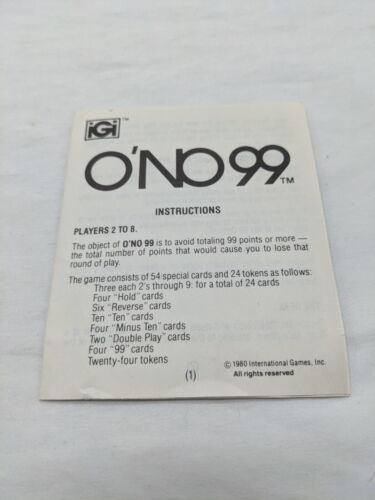 iGi™
O'NO 99™
INSTRUCTIONS
PLAYERS 2 TO 8.
The object of O'NO 99 is to avoid totaling 99 points or more —
the total number of points that would cause you to lose that
round of play.
The game consists of 54 special cards and 24 tokens as follows:
Three each 2's through 9: for a total of 24 cards
Four "Hold" cards
Six "Reverse" cards
Ten "Ten" cards
Four "Minus Ten" cards
Two "Double Play" cards
Four "99" cards
Twenty-four tokens
(1)
© 1980 International Games, Inc.
All rights reserved